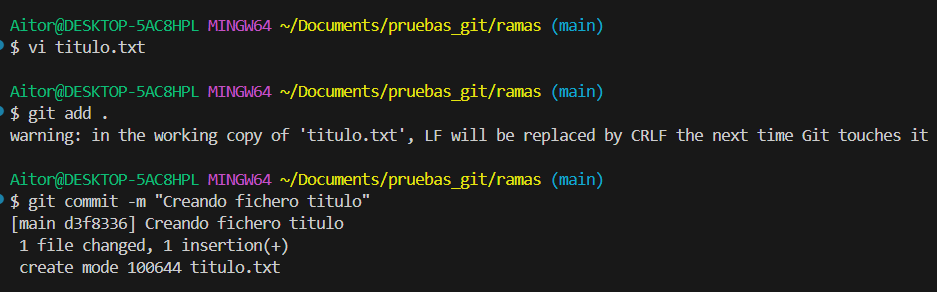 Aitor@DESKTOP-5AC8HPL MINGW64 ~/Documents/pruebas_git/ramas (main)
$ vi titulo.txt
Aitor@DESKTOP-5AC8HPL MINGW64 ~/Documents/pruebas_git/ramas (main)
$ git add .
warning: in the working copy of 'titulo.txt', LF will be replaced by CRLF the next time Git touches it
Aitor@DESKTOP-5AC8HPL MINGW64 ~/Documents/pruebas_git/ramas (main)
$ git commit -m "Creando fichero titulo"
[main d3f8336] Creando fichero titulo
 1 file changed, 1 insertion(+)
 create mode 100644 titulo.txt